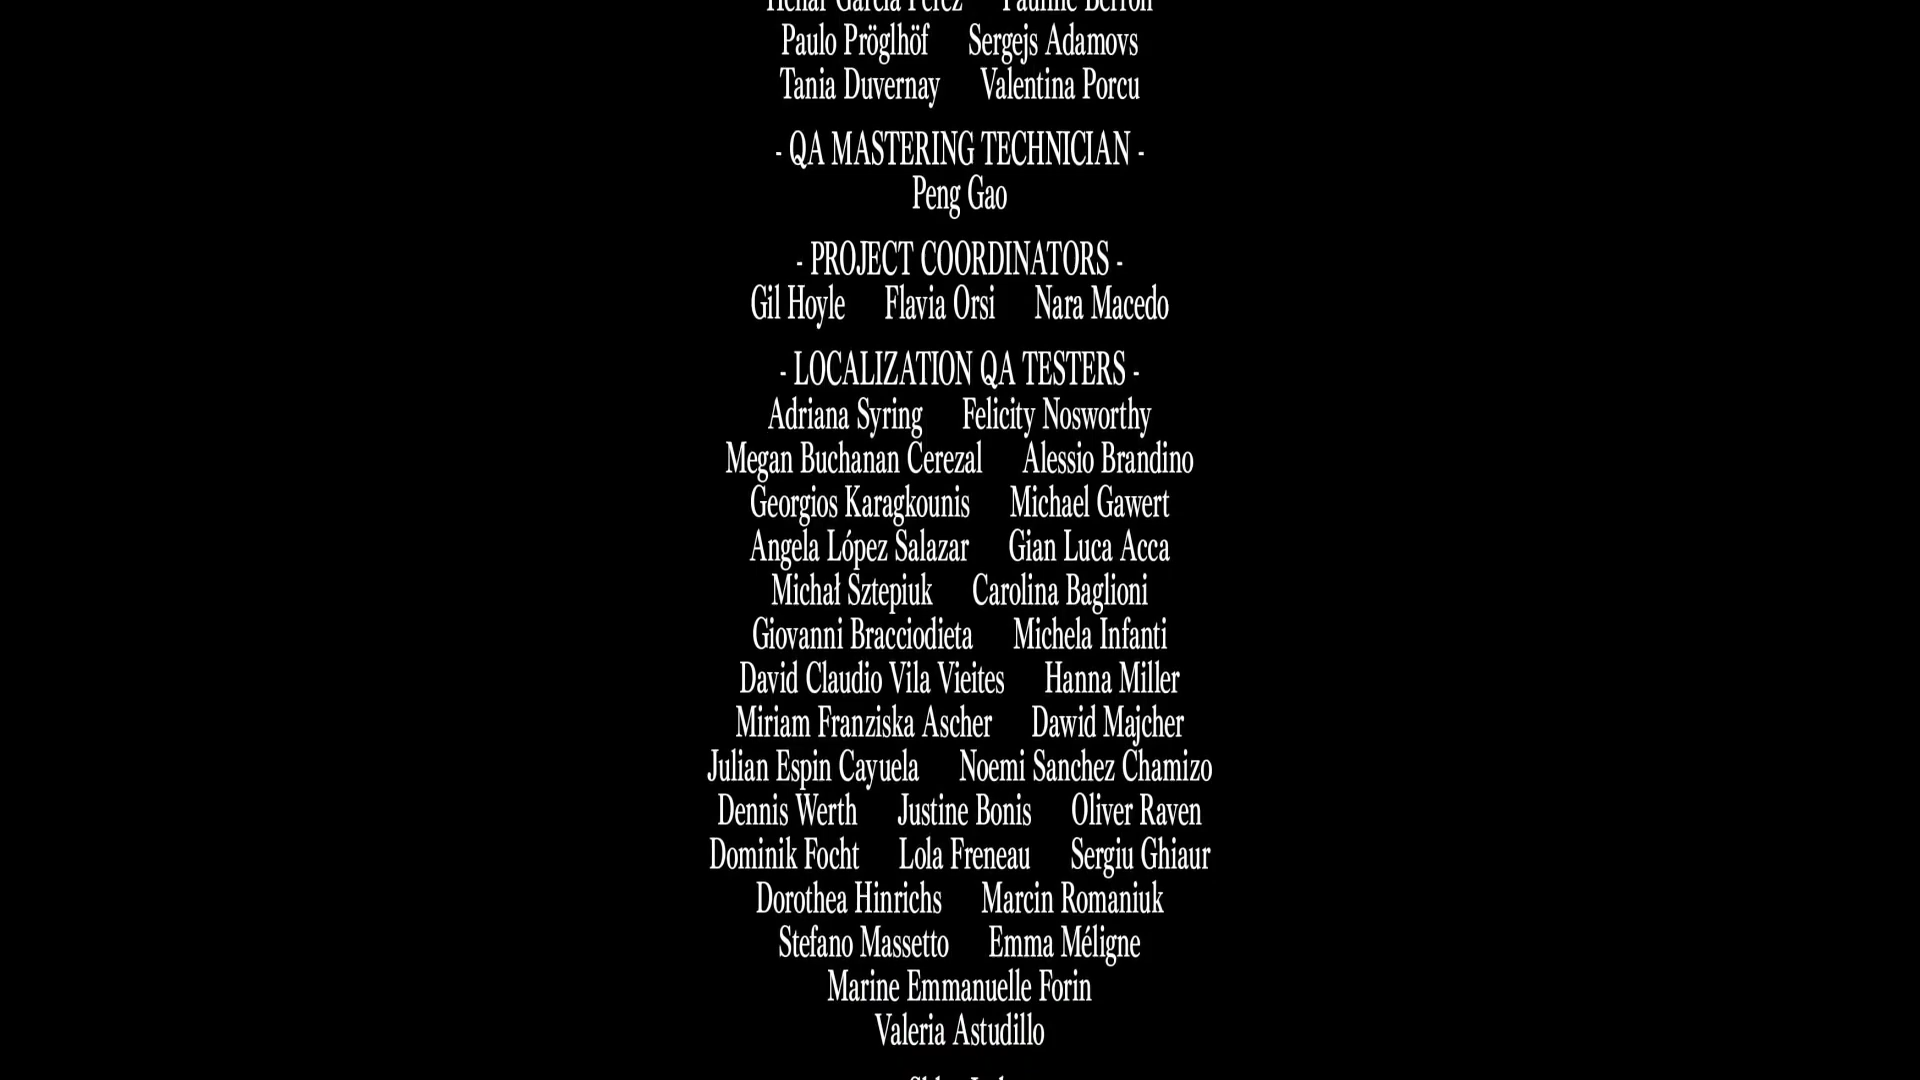 Paulo Pröglhöf Sergejs Adamovs
Tania Duvernay Valentina Porcu
- QA MASTERING TECHNICIAN -
Peng Gao
- PROJECT COORDINATORS -
Gil Hoyle Flavia Orsi Nara Macedo
- LOCALIZATION QA TESTERS -
Adriana Syring Felicity Nosworthy
Megan Buchanan Cerezal Alessio Brandino
Georgios Karagkounis Michael Gawert
Angela López Salazar Gian Luca Acca
Michał Sztepiuk Carolina Baglioni
Giovanni Bracciodieta Michela Infanti
David Claudio Vila Vieites Hanna Miller
Miriam Franziska Ascher Dawid Majcher
Julian Espin Cayuela Noemi Sanchez Chamizo
Dennis Werth Justine Bonis Oliver Raven
Dominik Focht Lola Freneau Sergiu Ghiaur
Dorothea Hinrichs Marcin Romaniuk
Stefano Massetto Emma Méligne
Marine Emmanuelle Forin
Valeria Astudillo